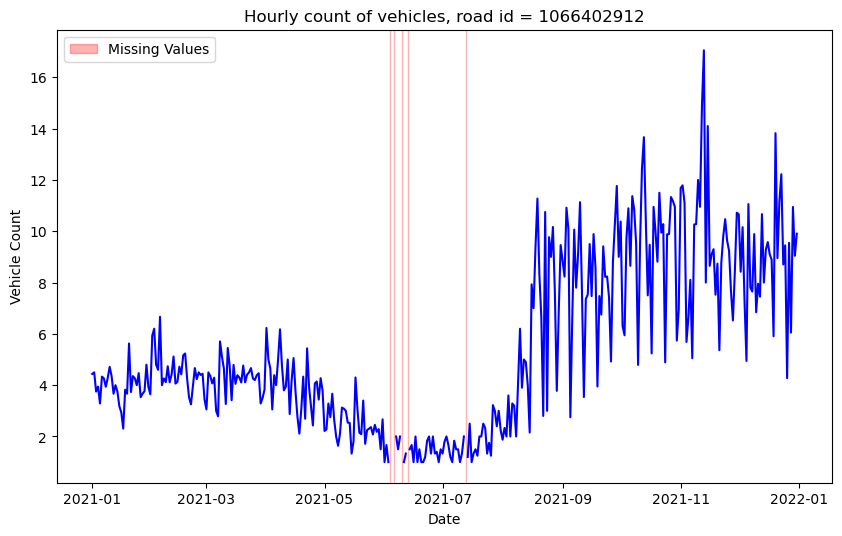 Hourly count of vehicles, road id = 1066402912
Missing Values
16
14
12
10
8
6
4
2
Vehicle Count
2021-01 2021-03 2021-05 2021-07 2021-09 2021-11 2022-01
Date